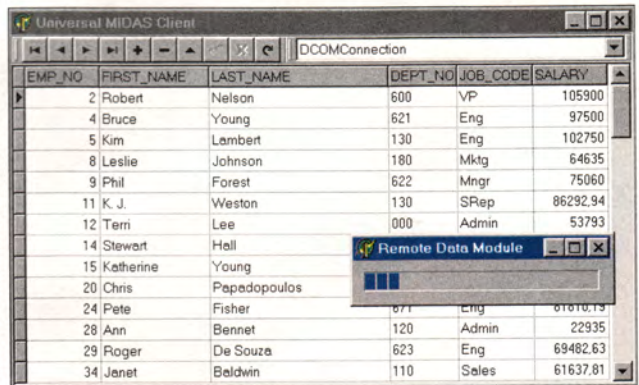 Universal MIDAS Client
DCOMConnection
EMP_NO FIRST_NAME LAST_NAME DEPT_NO JOB_CODE SALARY
2 Robert Nelson 600 VP 105900
4 Bruce Young 621 Eng 97500
5 Kim Lambert 130 Eng 102750
8 Leslie Johnson 180 Mktg 64635
9 Phil Forest 622 Mngr 75060
11 K. J. Weston 130 SRep 86292,94
12 Terri Lee 000 Admin 53793
14 Stewart Hall
Remote Data Module
15 Katherine Young
20 Chris Papadopoulos
24 Pete Fisher 671 Eng 81810,19
28 Ann Bennet 120 Admin 22935
29 Roger De Souza 623 Eng 69482,63
34 Janet Baldwin 110 Sales 61637,81